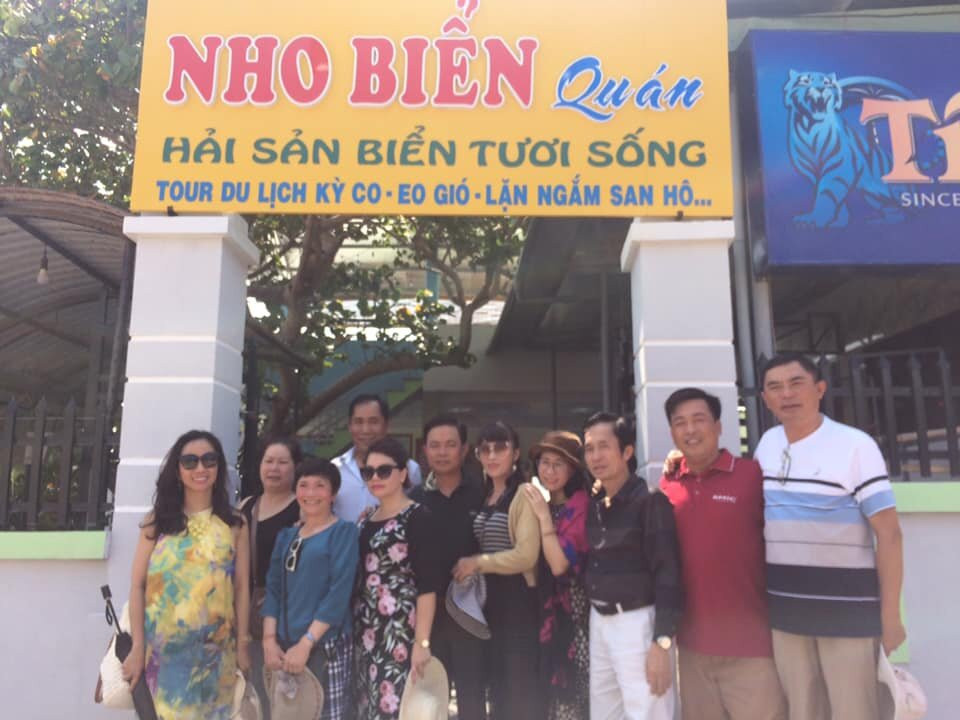 NHO BIỂN Quán
HẢI SẢN BIỂN TƯƠI SỐNG
TOUR DU LỊCH KỲ CO - EO GIÓ - LẶN NGẮM SAN HÔ...
SINCE